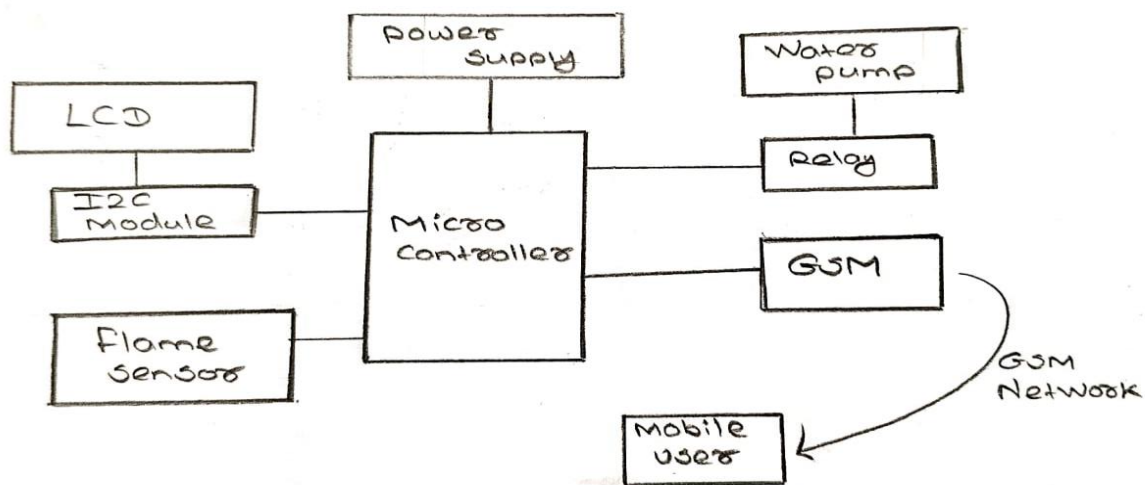 Power
supply
Water
pump
LCD
Relay
I2C
Module
Micro
controller
GSM
Flame
sensor
GSM
Network
Mobile
user